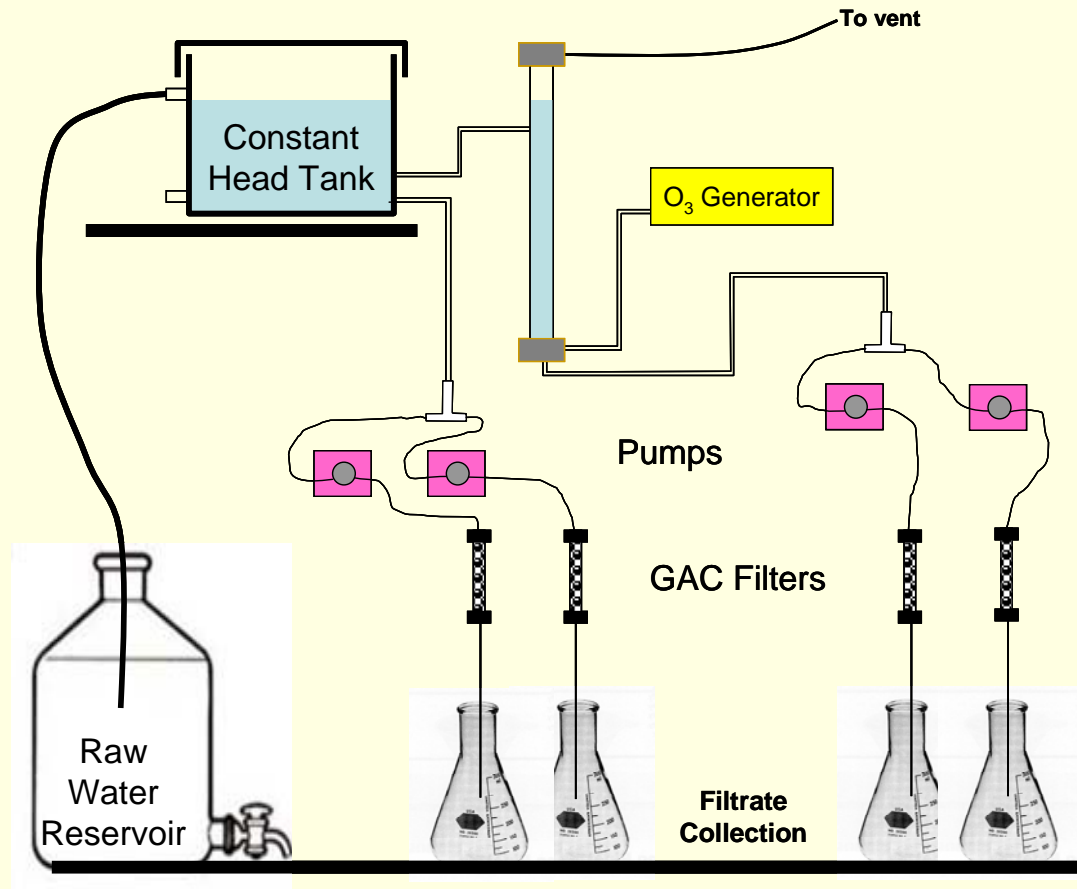 To vent
Constant
Head Tank
O₃ Generator
Pumps
GAC Filters
Raw
Water
Reservoir
Filtrate
Collection